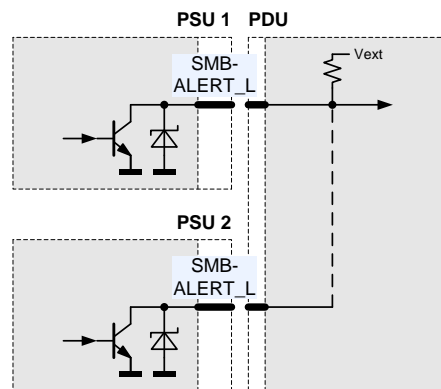 PSU 1 PDU
SMB-
ALERT_L
Vext
PSU 2
SMB-
ALERT_L